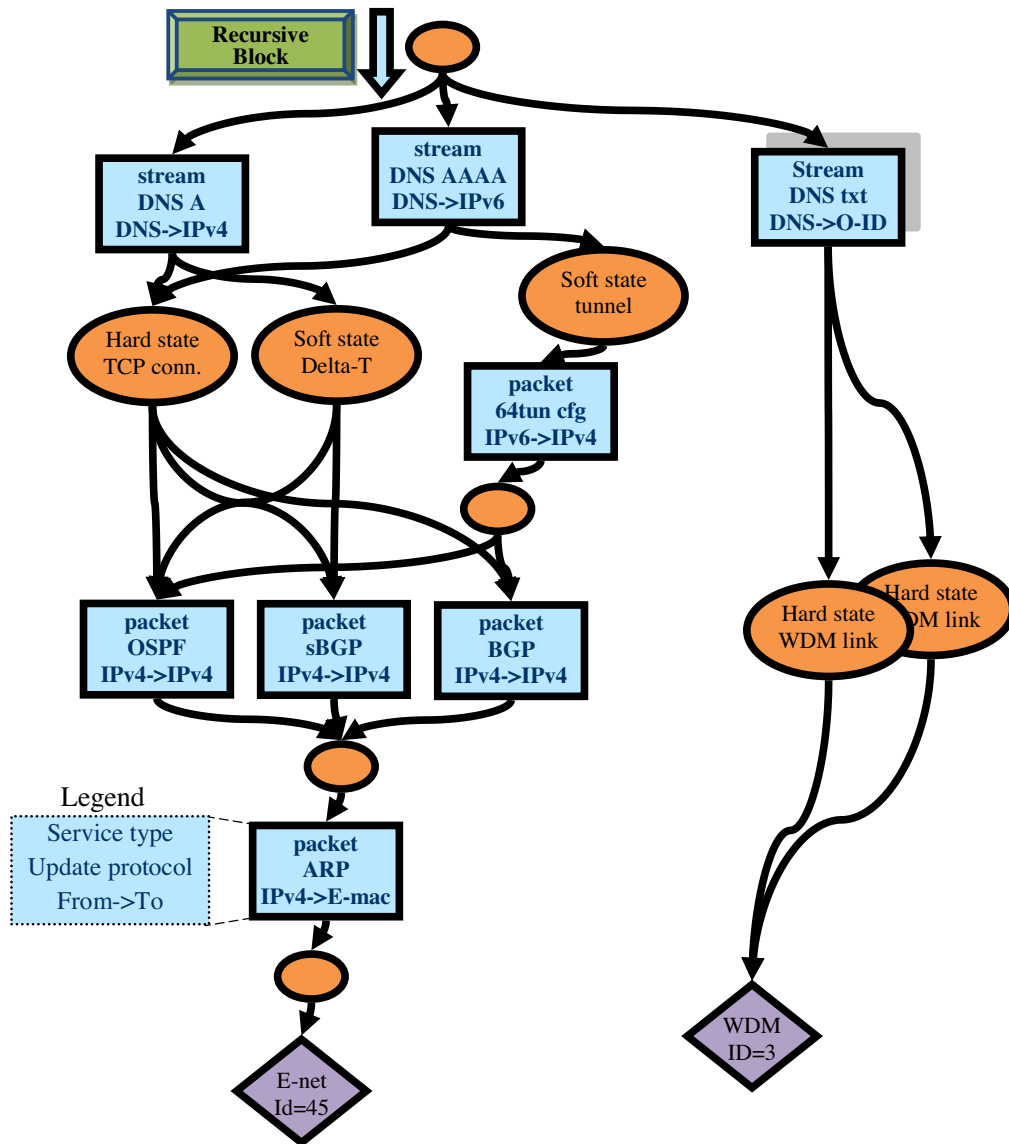 Recursive
Block
stream
DNS A
DNS->IPv4
stream
DNS AAAA
DNS->IPv6
Stream
DNS txt
DNS->O-ID
Hard state
TCP conn.
Soft state
Delta-T
Soft state
tunnel
packet
64tun cfg
IPv6->IPv4
Hard state
WDM link
Hard state
DM link
packet
OSPF
IPv4->IPv4
packet
sBGP
IPv4->IPv4
packet
BGP
IPv4->IPv4
Legend
Service type
Update protocol
From->To
packet
ARP
IPv4->E-mac
WDM
ID=3
E-net
Id=45